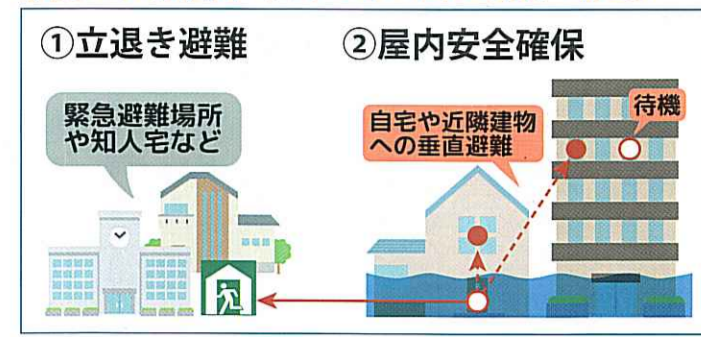 ①立退き避難
②屋内安全確保
緊急避難場所
や知人宅など
自宅や近隣建物
への垂直避難
待機